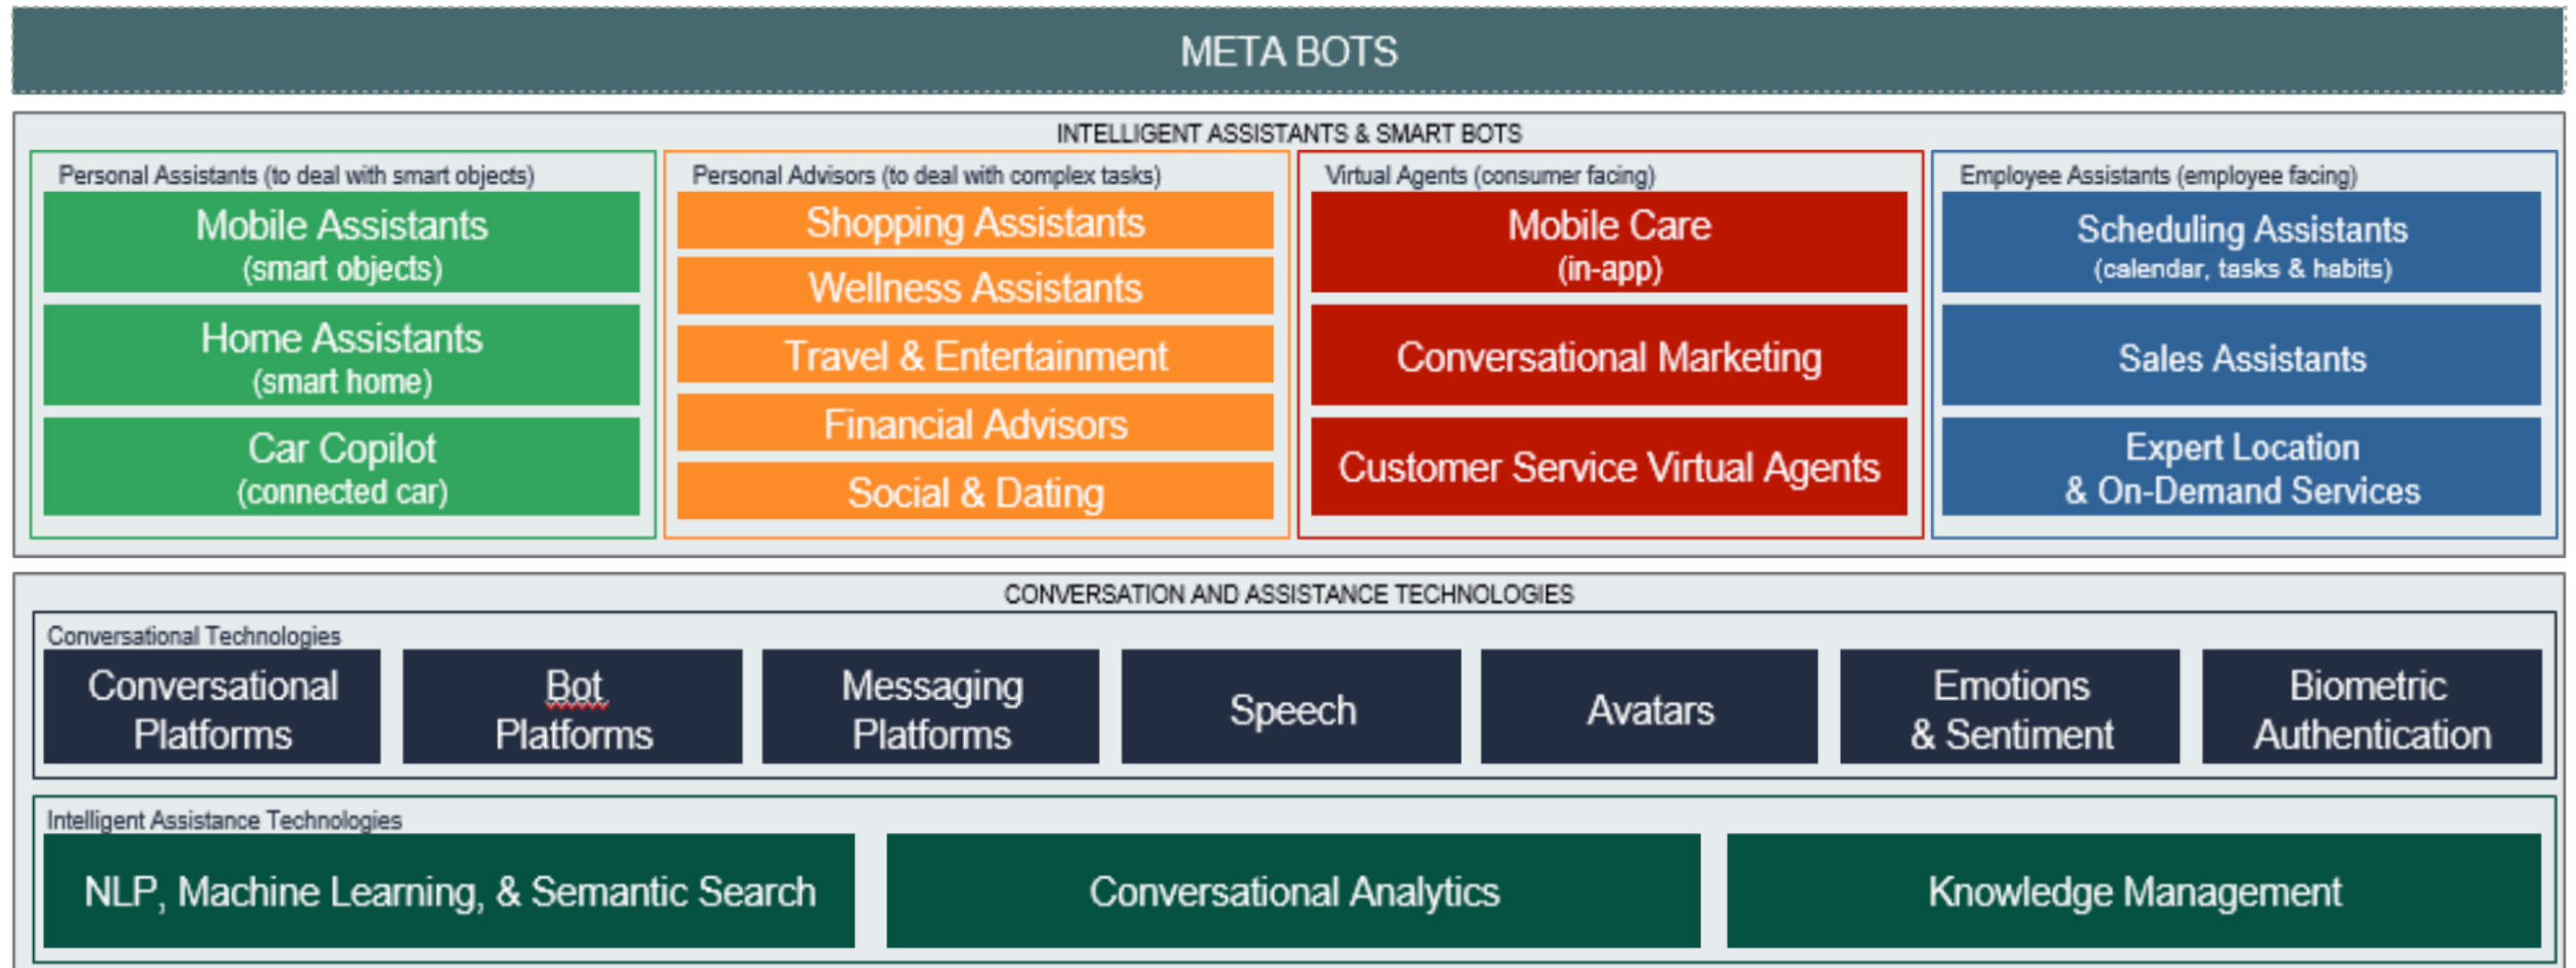 META BOTS
INTELLIGENT ASSISTANTS & SMART BOTS
Personal Assistants (to deal with smart objects)
Mobile Assistants
(smart objects)
Home Assistants
(smart home)
Car Copilot
(connected car)
Personal Advisors (to deal with complex tasks)
Shopping Assistants
Wellness Assistants
Travel & Entertainment
Financial Advisors
Social & Dating
Virtual Agents (consumer facing)
Mobile Care
(in-app)
Conversational Marketing
Customer Service Virtual Agents
Employee Assistants (employee facing)
Scheduling Assistants
(calendar, tasks & habits)
Sales Assistants
Expert Location
& On-Demand Services
CONVERSATION AND ASSISTANCE TECHNOLOGIES
Conversational Technologies
Conversational
Platforms
Bot
Platforms
Messaging
Platforms
Speech
Avatars
Emotions
& Sentiment
Biometric
Authentication
Intelligent Assistance Technologies
NLP, Machine Learning, & Semantic Search
Conversational Analytics
Knowledge Management